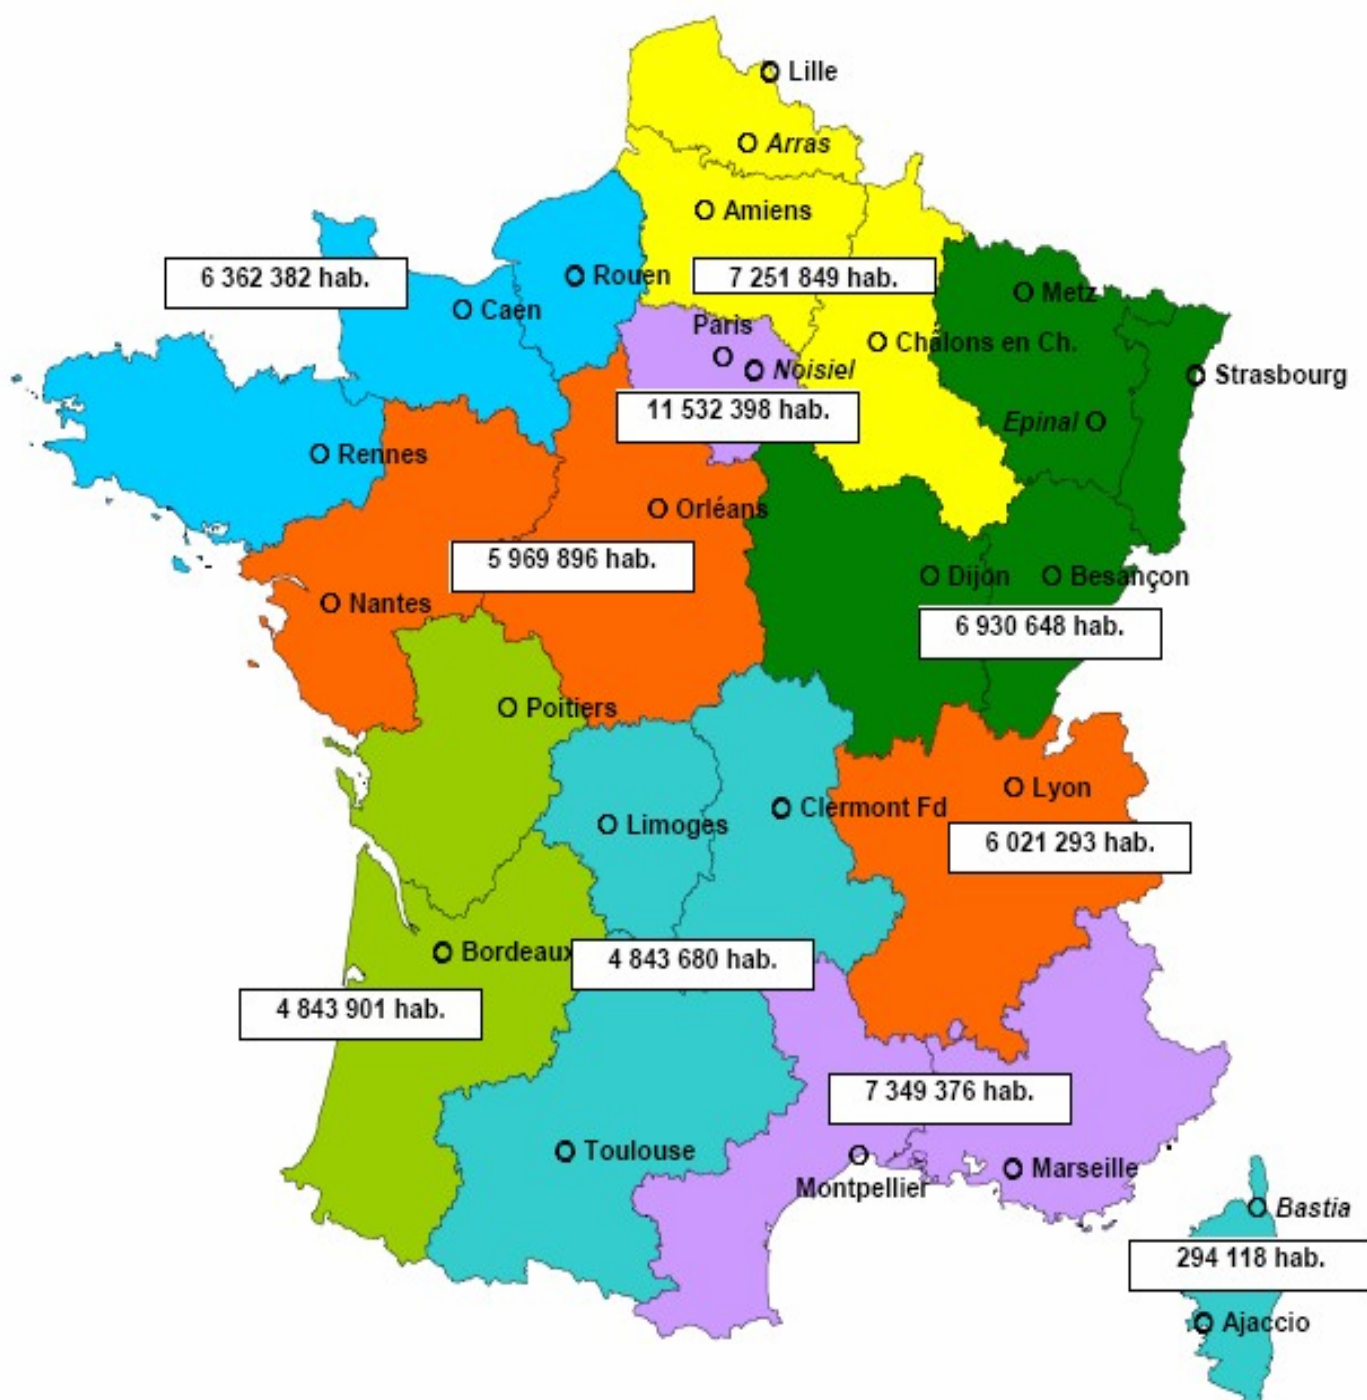 Lille
Arras
Amiens
6 362 382 hab.
Rouen
7 251 849 hab.
Metz
Caen
Paris
Châlons en Ch.
Noisiel
Strasbourg
11 532 398 hab.
Epinal
Rennes
Orléans
5 969 896 hab.
Dijon
Besançon
Nantes
6 930 648 hab.
Poitiers
Lyon
Clermont Fd
Limoges
6 021 293 hab.
Bordeaux
4 843 680 hab.
4 843 901 hab.
7 349 376 hab.
Toulouse
Marseille
Montpellier
Bastia
294 118 hab.
Ajaccio